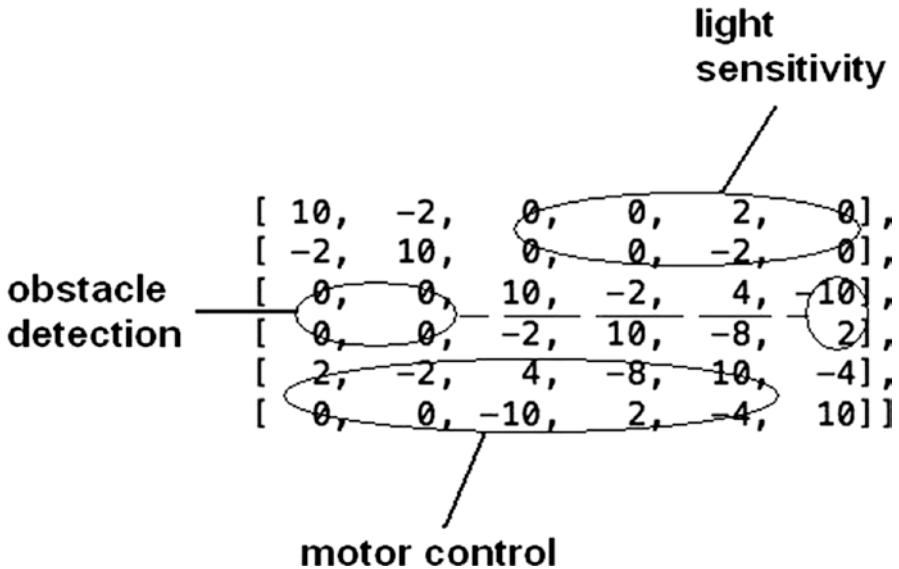 light
sensitivity
[ 10, −2, 0, 0, 2, 0],
[ −2, 10, 0, 0, −2, 0],
obstacle
detection
[ 0, 0, 10, −2, 4, −10],
[ 0, 0, −2, 10, −8, 2],
[ 2, −2, 4, −8, 10, −4],
[ 0, 0, −10, 2, −4, 10]]
motor control